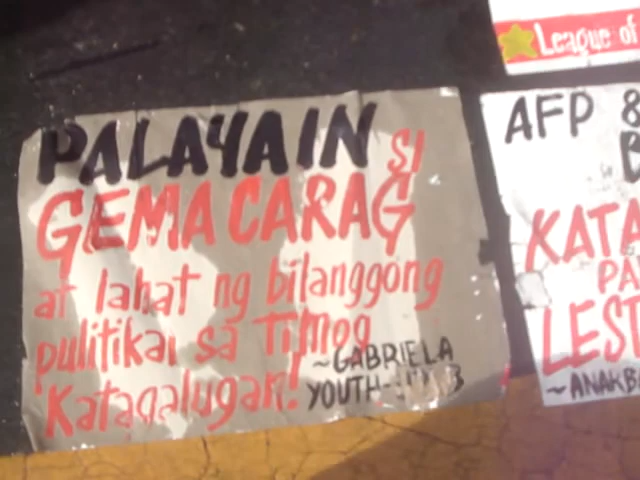 League of
PALAYAIN SI
GEMA CARAG
at lahat ng bilanggong
pulitikal sa Timog
Katagalugan!
~GABRIELA
YOUTH-
AFP &
KATA
PA
LEST
~ANAKB